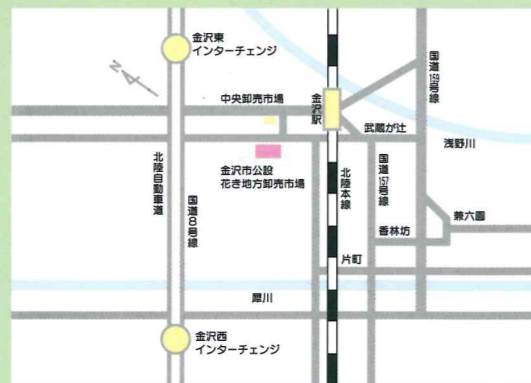 金沢東
インターチェンジ
N
中央卸売市場
金沢駅
国道159号線
武蔵が辻
浅野川
金沢市公設
花き地方卸売市場
北陸自動車道
国道8号線
北陸本線
国道157号線
兼六園
香林坊
片町
犀川
金沢西
インターチェンジ